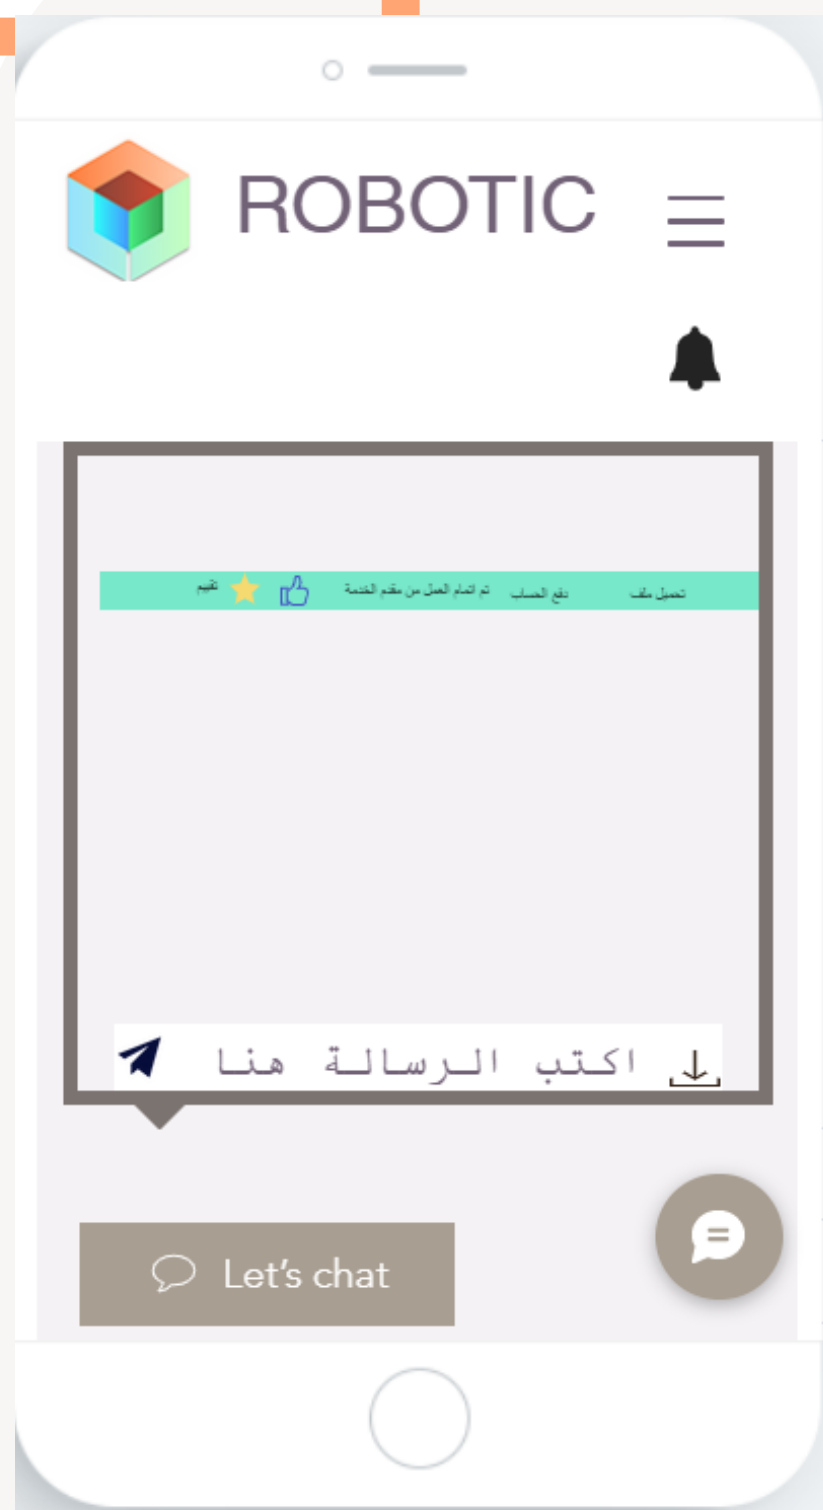 ROBOTIC
تحميل ملف دفع الحساب تم اتمام العمل من مقدم الخدمة تقييم
اكتب الرسالة هنا
Let's chat